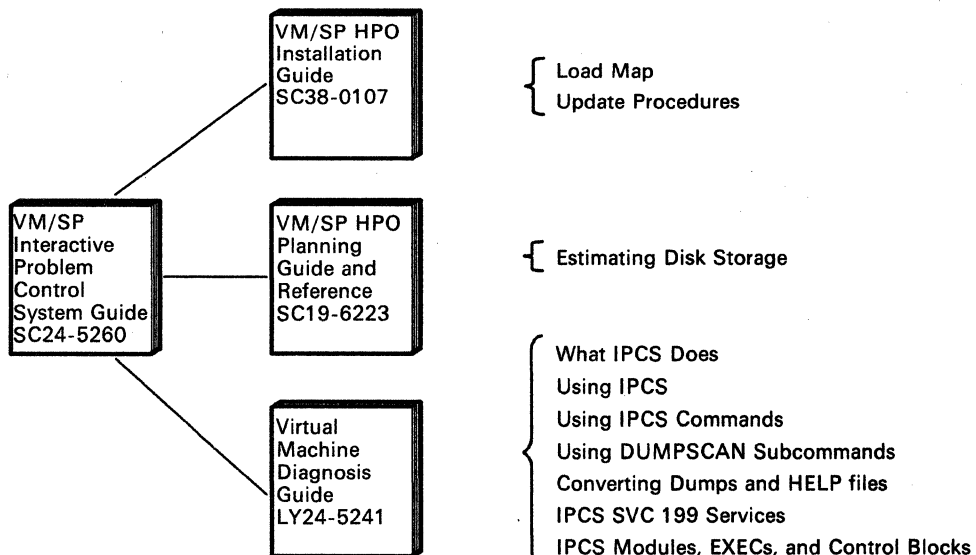 VM/SP HPO
Installation
Guide
SC38-0107
Load Map
Update Procedures
VM/SP
Interactive
Problem
Control
System Guide
SC24-5260
VM/SP HPO
Planning
Guide and
Reference
SC19-6223
Estimating Disk Storage
Virtual
Machine
Diagnosis
Guide
LY24-5241
What IPCS Does
Using IPCS
Using IPCS Commands
Using DUMPSCAN Subcommands
Converting Dumps and HELP files
IPCS SVC 199 Services
IPCS Modules, EXECs, and Control Blocks